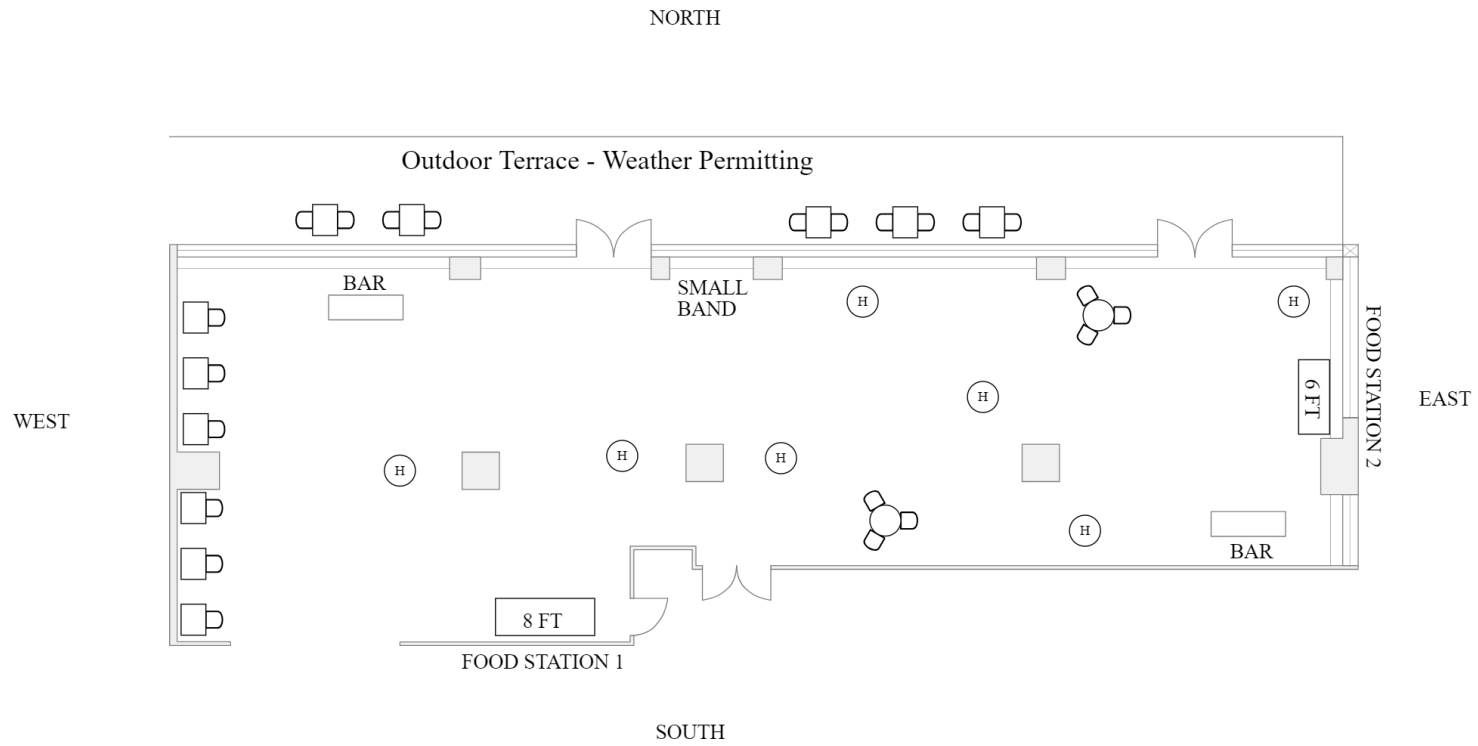 NORTH
Outdoor Terrace - Weather Permitting
BAR
SMALL
BAND
H
H
FOOD STATION 2
6 FT
H
WEST
EAST
H
H
H
H
BAR
8 FT
FOOD STATION 1
SOUTH